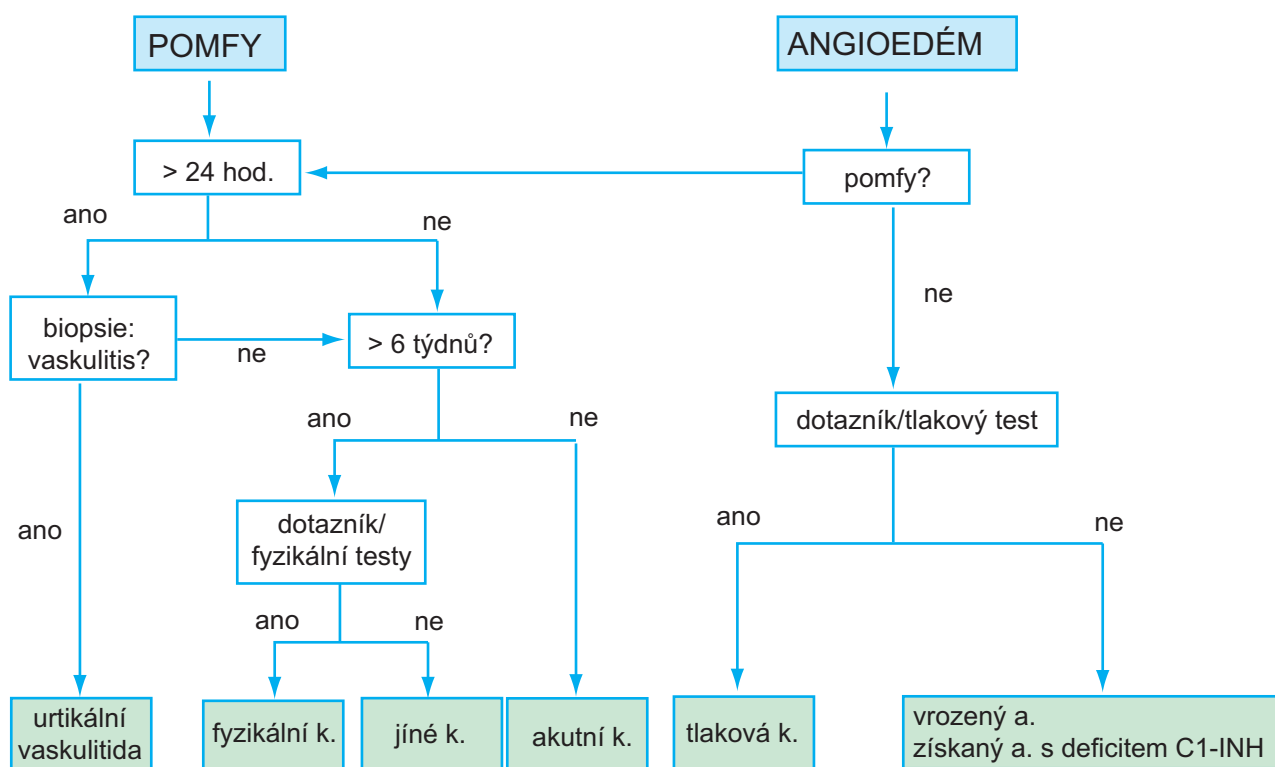 POMFY
ANGIOEDÉM
> 24 hod.
pomfy?
ano
ne
ne
biopsie:
vaskulitis?
ne
> 6 týdnů?
ano
ne
dotazník/tlakový test
ano
dotazník/
fyzikální testy
ano
ne
ano
ne
urtikální
vaskulitida
fyzikální k.
jíné k.
akutní k.
tlaková k.
vrozený a.
získaný a. s deficitem C1-INH